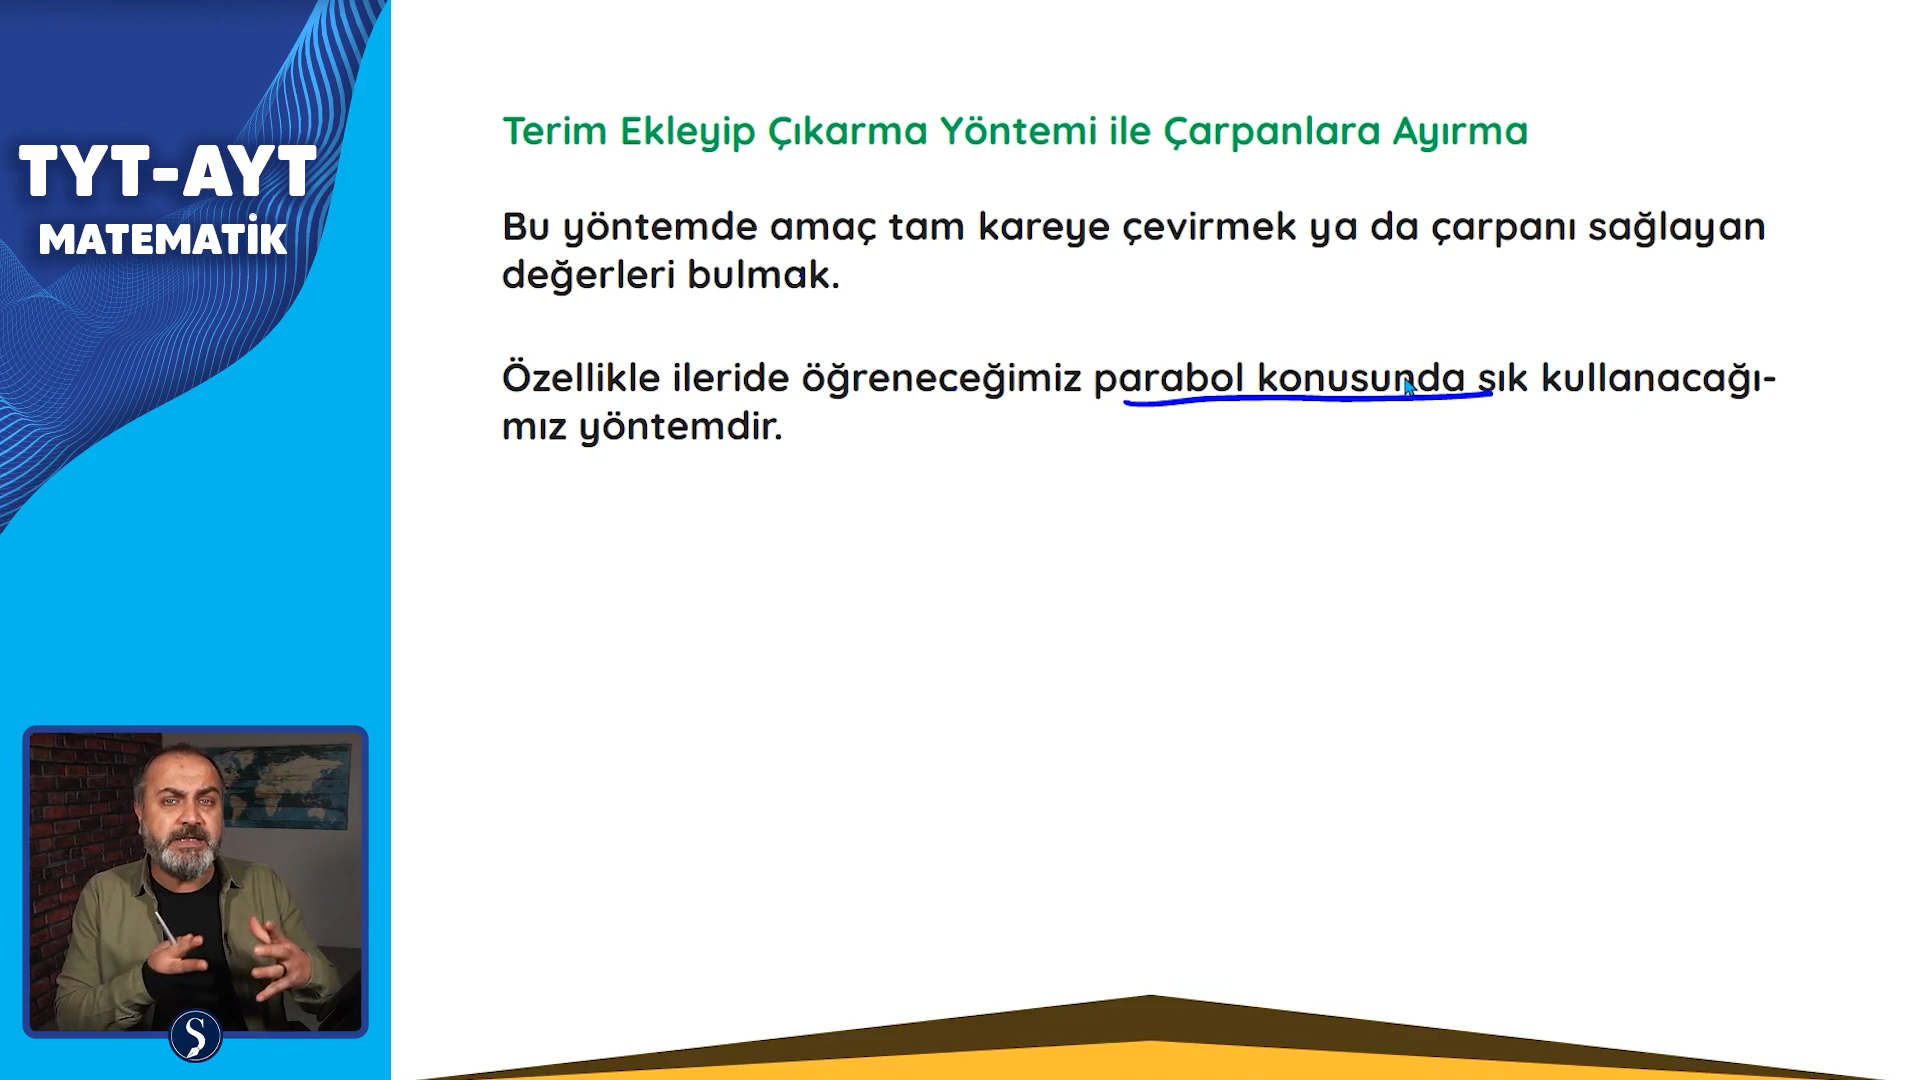 TYT-AYT
MATEMATİK
Terim Ekleyip Çıkarma Yöntemi ile Çarpanlara Ayırma
Bu yöntemde amaç tam kareye çevirmek ya da çarpanı sağlayan
değerleri bulmak.
Özellikle ileride öğreneceğimiz parabol konusunda sık kullanacağı-
mız yöntemdir.
S